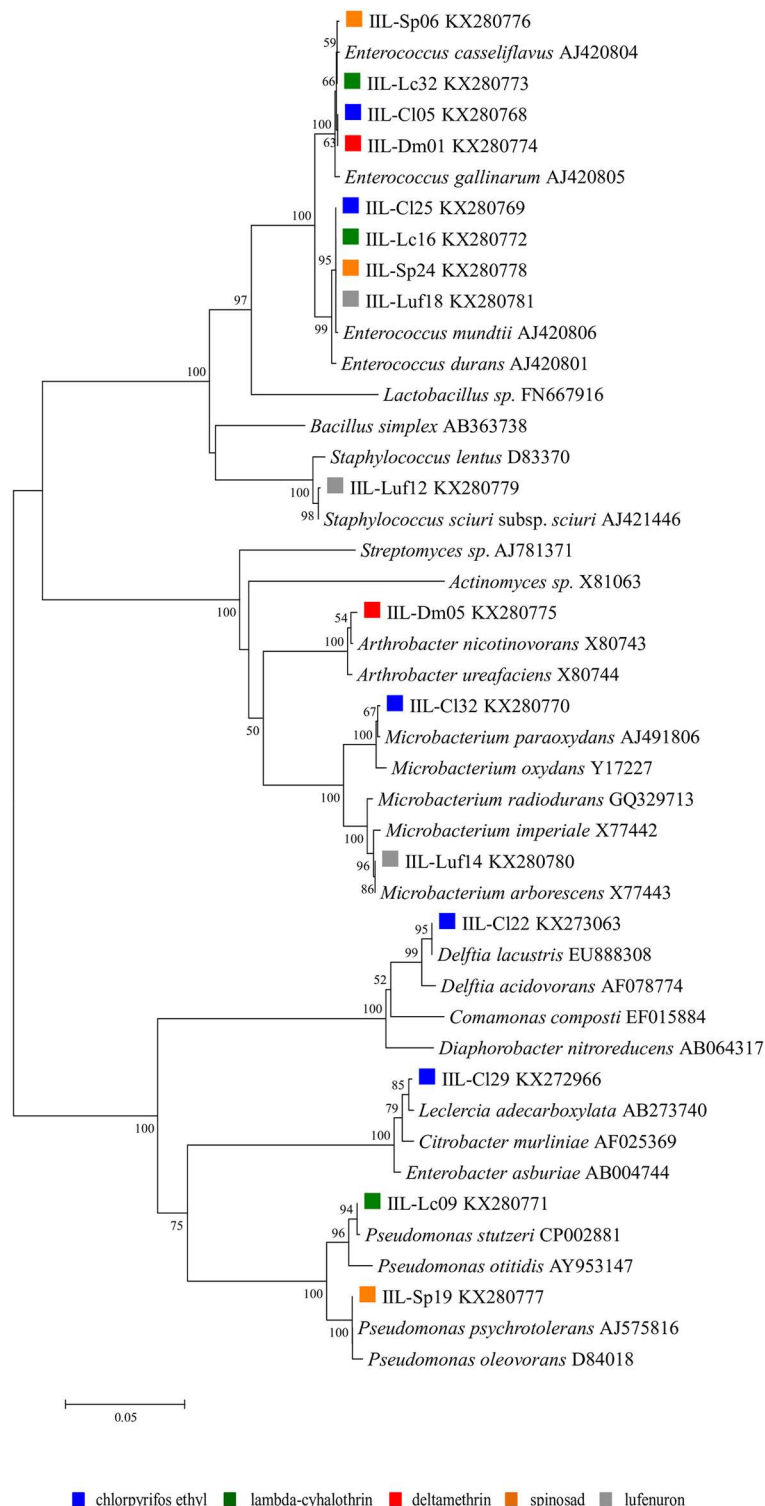 IIL-Sp06 KX280776
59
Enterococcus casseliflavus AJ420804
66
IIL-Lc32 KX280773
IIL-Cl05 KX280768
100
63
IIL-Dm01 KX280774
Enterococcus gallinarum AJ420805
IIL-Cl25 KX280769
100
IIL-Lc16 KX280772
95
IIL-Sp24 KX280778
97
IIL-Luf18 KX280781
99
Enterococcus mundtii AJ420806
Enterococcus durans AJ420801
100
Lactobacillus sp. FN667916
Bacillus simplex AB363738
Staphylococcus lentus D83370
100
IIL-Luf12 KX280779
98
Staphylococcus sciuri subsp. sciuri AJ421446
Streptomyces sp. AJ781371
Actinomyces sp. X81063
100
IIL-Dm05 KX280775
54
100
Arthrobacter nicotinovorans X80743
Arthrobacter ureafaciens X80744
IIL-Cl32 KX280770
67
50
100
Microbacterium paraoxydans AJ491806
Microbacterium oxydans Y17227
100
Microbacterium radiodurans GQ329713
Microbacterium imperiale X77442
100
IIL-Luf14 KX280780
96
86
Microbacterium arborescens X77443
IIL-Cl22 KX273063
95
99
Delftia lacustris EU888308
52
Delftia acidovorans AF078774
100
Comamonas composti EF015884
Diaphorobacter nitroreducens AB064317
IIL-Cl29 KX272966
85
79
Leclercia adecarboxylata AB273740
100
100
Citrobacter murliniae AF025369
Enterobacter asburiae AB004744
IIL-Lc09 KX280771
94
75
96
Pseudomonas stutzeri CP002881
Pseudomonas otitidis AY953147
100
IIL-Sp19 KX280777
100
Pseudomonas psychrotolerans AJ575816
Pseudomonas oleovorans D84018
0.05
chlorpyrifos ethyl lambda-cyhalothrin deltamethrin spinosad lufenuron